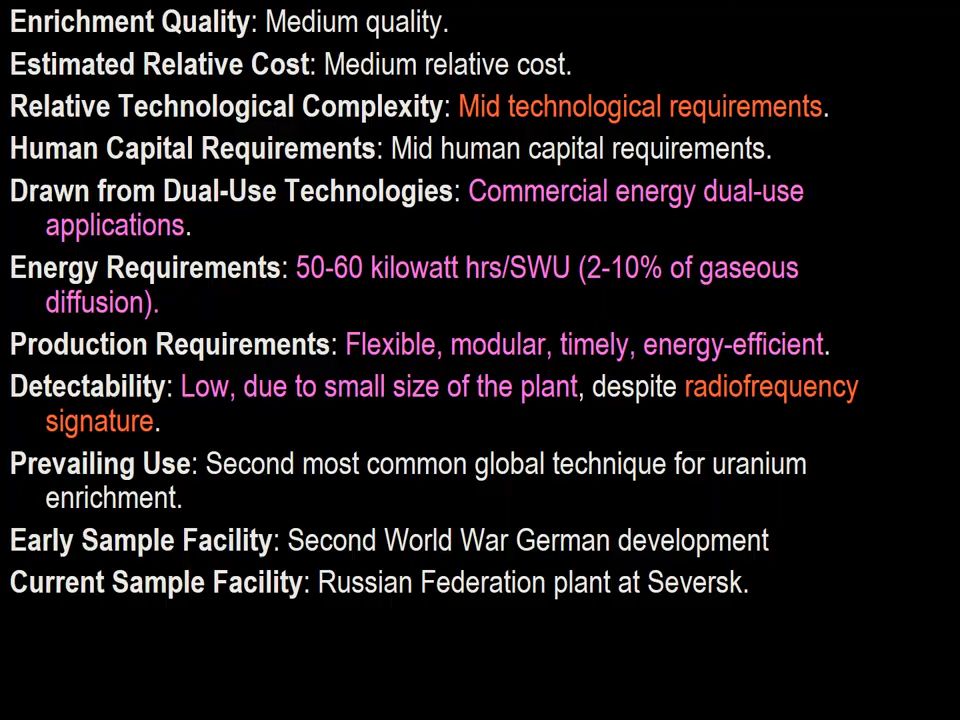 Enrichment Quality: Medium quality.
Estimated Relative Cost: Medium relative cost.
Relative Technological Complexity: Mid technological requirements.
Human Capital Requirements: Mid human capital requirements.
Drawn from Dual-Use Technologies: Commercial energy dual-use
applications.
Energy Requirements: 50-60 kilowatt hrs/SWU (2-10% of gaseous
diffusion).
Production Requirements: Flexible, modular, timely, energy-efficient.
Detectability: Low, due to small size of the plant, despite radiofrequency
signature.
Prevailing Use: Second most common global technique for uranium
enrichment.
Early Sample Facility: Second World War German development
Current Sample Facility: Russian Federation plant at Seversk.